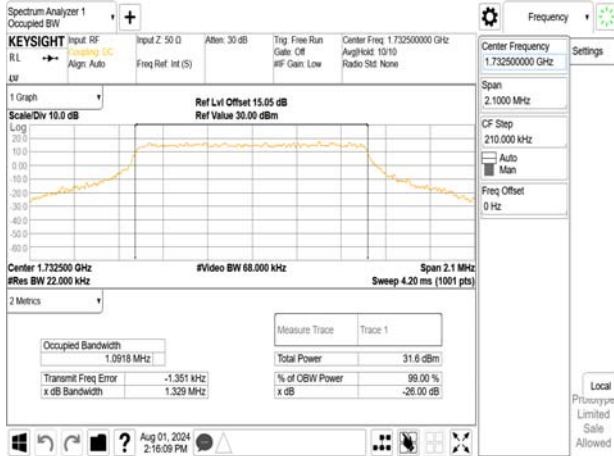 Spectrum Analyzer 1
Occupied BW
+
Frequency
KEYSIGHT
Input: RF
Input Z: 50 Ω
Atten: 30 dB
Trig: Free Run
Center Freq: 1.732500000 GHz
RL
Coupling: DC
Gate: Off
Avg|Hold: 10/10
Align: Auto
Freq Ref: Int (S)
#IF Gain: Low
Radio Std: None
Center Frequency
1.732500000 GHz
Settings
Span
2.1000 MHz
CF Step
210.000 kHz
Auto
Man
Freq Offset
0 Hz
1 Graph
Ref Lvl Offset 15.05 dB
Scale/Div 10.0 dB
Ref Value 30.00 dBm
Log
20.0
10.0
0.00
-10.0
-20.0
-30.0
-40.0
-50.0
-60.0
Center 1.732500 GHz
#Video BW 68.000 kHz
Span 2.1 MHz
#Res BW 22.000 kHz
Sweep 4.20 ms (1001 pts)
2 Metrics
Measure Trace
Trace 1
Occupied Bandwidth
1.0918 MHz
Total Power
31.6 dBm
Transmit Freq Error
-1.351 kHz
% of OBW Power
99.00 %
x dB Bandwidth
1.329 MHz
x dB
-26.00 dB
Local
Prototype
Limited
Sale
Allowed
?
Aug 01, 2024
2:16:09 PM